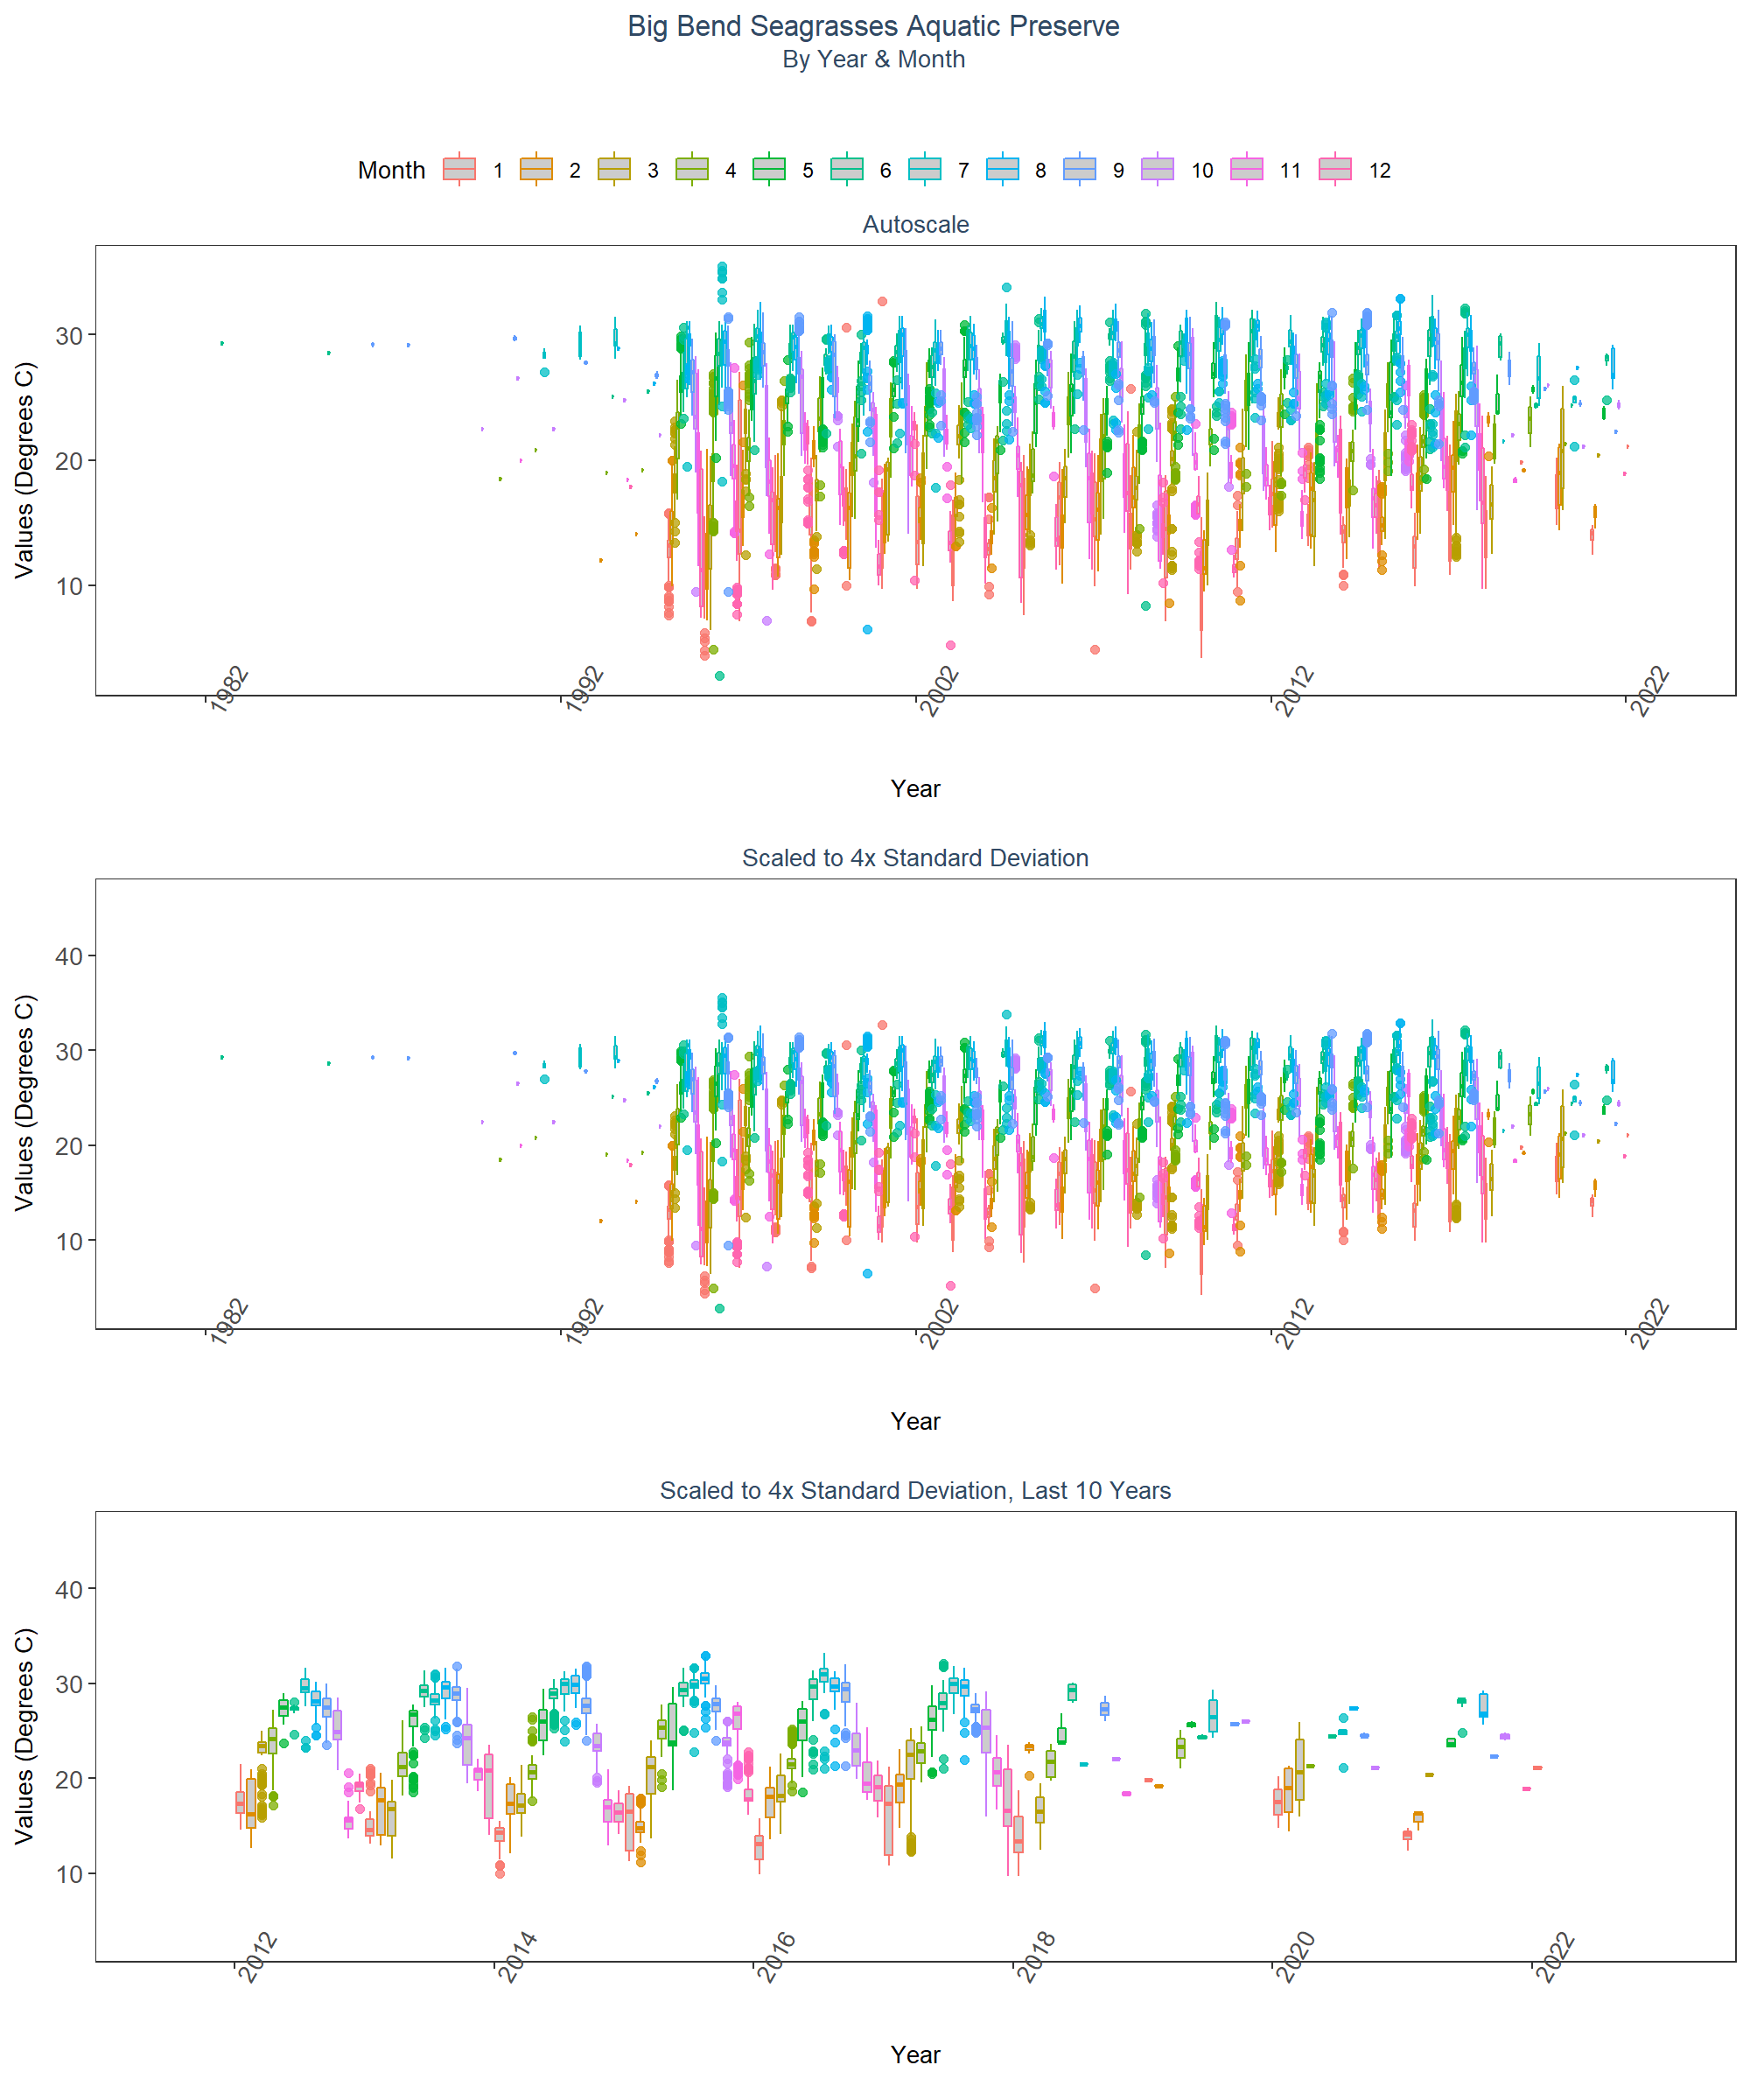 Big Bend Seagrasses Aquatic Preserve
By Year & Month
Month 1 2 3 4 5 6 7 8 9 10 11 12
Autoscale
Values (Degrees C)
30
20
10
1982 1992 2002 2012 2022
Year
Scaled to 4x Standard Deviation
Values (Degrees C)
40
30
20
10
1982 1992 2002 2012 2022
Year
Scaled to 4x Standard Deviation, Last 10 Years
Values (Degrees C)
40
30
20
10
2012 2014 2016 2018 2020 2022
Year